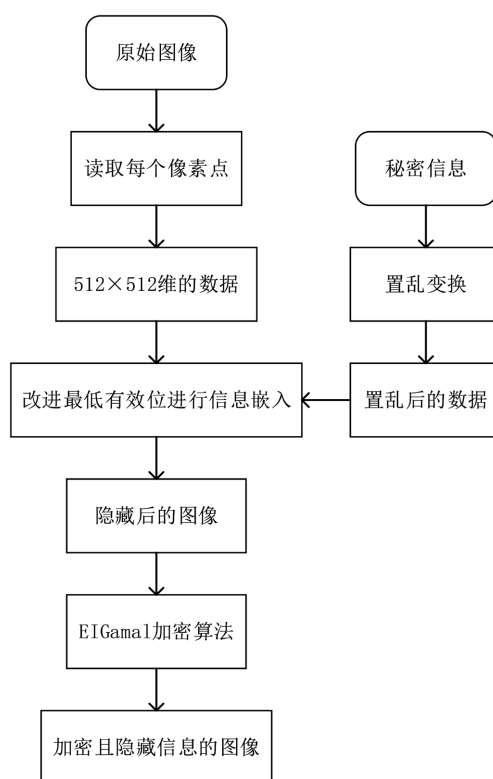 原始图像
读取每个像素点
512×512维的数据
秘密信息
置乱变换
置乱后的数据
改进最低有效位进行信息嵌入
隐藏后的图像
EIGamal加密算法
加密且隐藏信息的图像